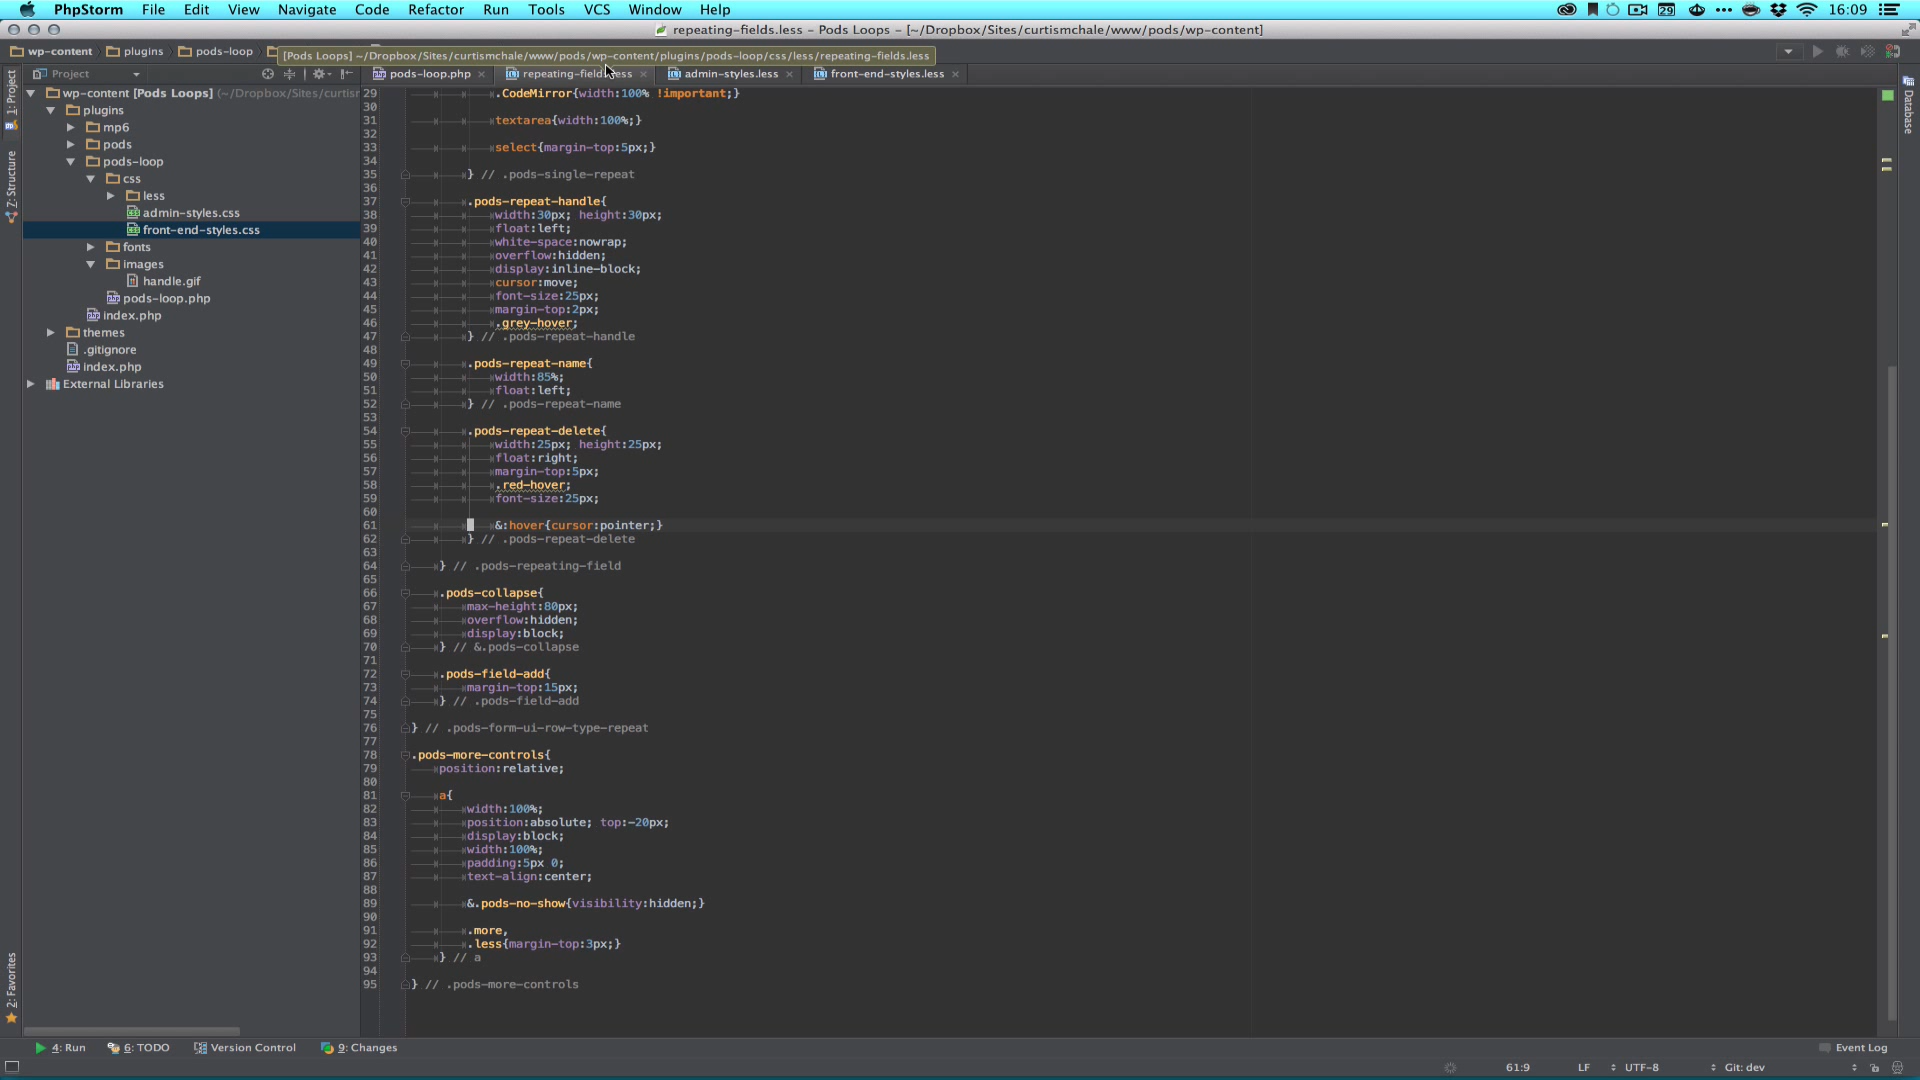 PhpStorm File Edit View Navigate Code Refactor Run Tools VCS Window Help 29 16:09
repeating-fields.less - Pods Loops - [~/Dropbox/Sites/curtismchale/www/pods/wp-content]
wp-content plugins pods-loop
[Pods Loops] ~/Dropbox/Sites/curtismchale/www/pods/wp-content/plugins/pods-loop/css/less/repeating-fields.less
Project
pods-loop.php repeating-fields.less admin-styles.less front-end-styles.less
1: Project
Z: Structure
2: Favorites
Database
wp-content [Pods Loops] (~/Dropbox/Sites/curtisr
plugins
mp6
pods
pods-loop
css
less
admin-styles.css
front-end-styles.css
fonts
images
handle.gif
pods-loop.php
index.php
themes
.gitignore
index.php
External Libraries
29 .CodeMirror{width:100% !important;}
30
31 textarea{width:100%;}
32
33 select{margin-top:5px;}
34
35 } // .pods-single-repeat
36
37 .pods-repeat-handle{
38 width:30px; height:30px;
39 float:left;
40 white-space:nowrap;
41 overflow:hidden;
42 display:inline-block;
43 cursor:move;
44 font-size:25px;
45 margin-top:2px;
46 .grey-hover;
47 } // .pods-repeat-handle
48
49 .pods-repeat-name{
50 width:85%;
51 float:left;
52 } // .pods-repeat-name
53
54 .pods-repeat-delete{
55 width:25px; height:25px;
56 float:right;
57 margin-top:5px;
58 .red-hover;
59 font-size:25px;
60
61 &:hover{cursor:pointer;}
62 } // .pods-repeat-delete
63
64 } // .pods-repeating-field
65
66 .pods-collapse{
67 max-height:80px;
68 overflow:hidden;
69 display:block;
70 } // &.pods-collapse
71
72 .pods-field-add{
73 margin-top:15px;
74 } // .pods-field-add
75
76 } // .pods-form-ui-row-type-repeat
77
78 .pods-more-controls{
79 position:relative;
80
81 a{
82 width:100%;
83 position:absolute; top:-20px;
84 display:block;
85 width:100%;
86 padding:5px 0;
87 text-align:center;
88
89 &.pods-no-show{visibility:hidden;}
90
91 .more,
92 .less{margin-top:3px;}
93 } // a
94
95 } // .pods-more-controls
4: Run 6: TODO Version Control 9: Changes Event Log
61:9 LF UTF-8 Git: dev